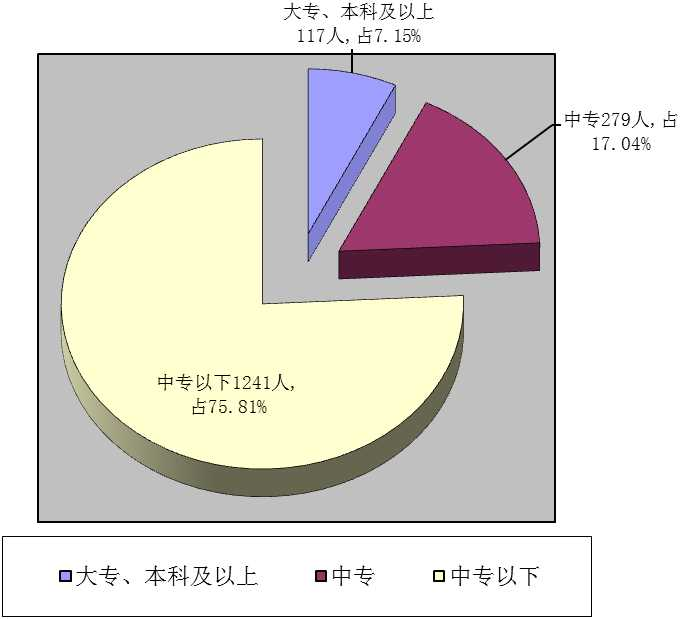 大专、本科及以上
117人,占7.15%
中专279人,占
17.04%
中专以下1241人,
占75.81%
大专、本科及以上 中专 中专以下